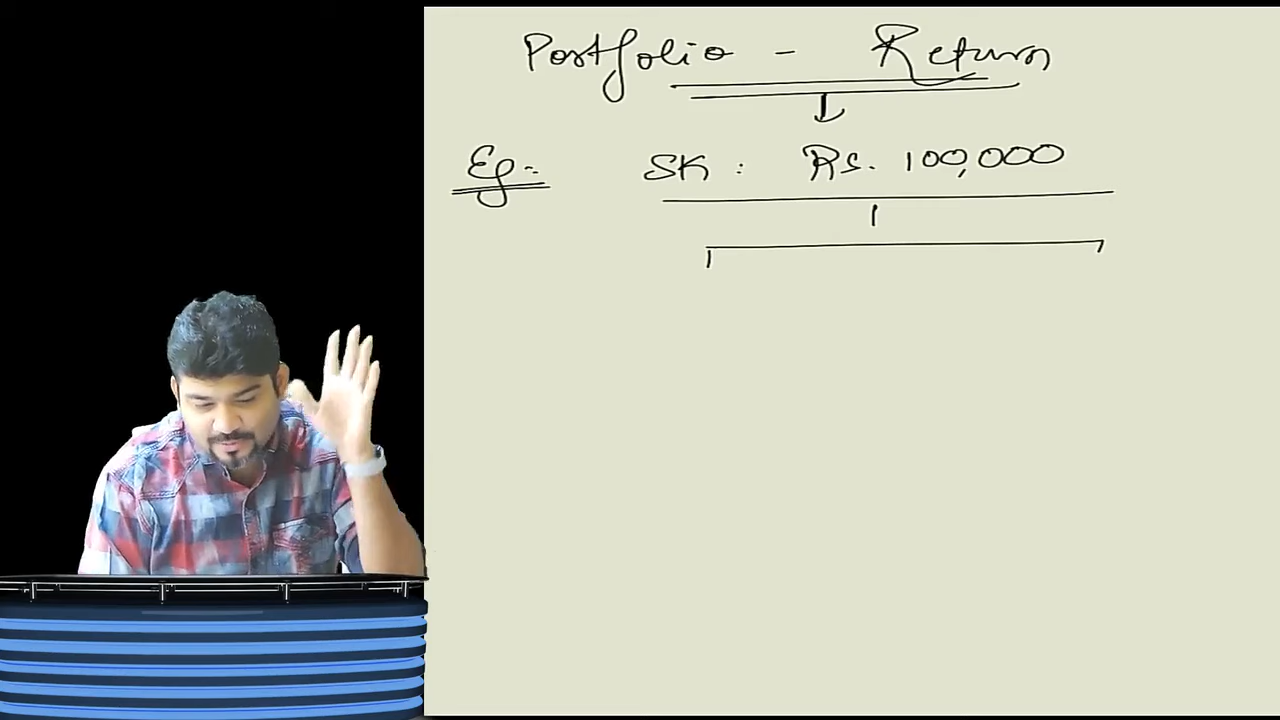 Portfolio - Return
Eg:- SK : Rs. 100,000